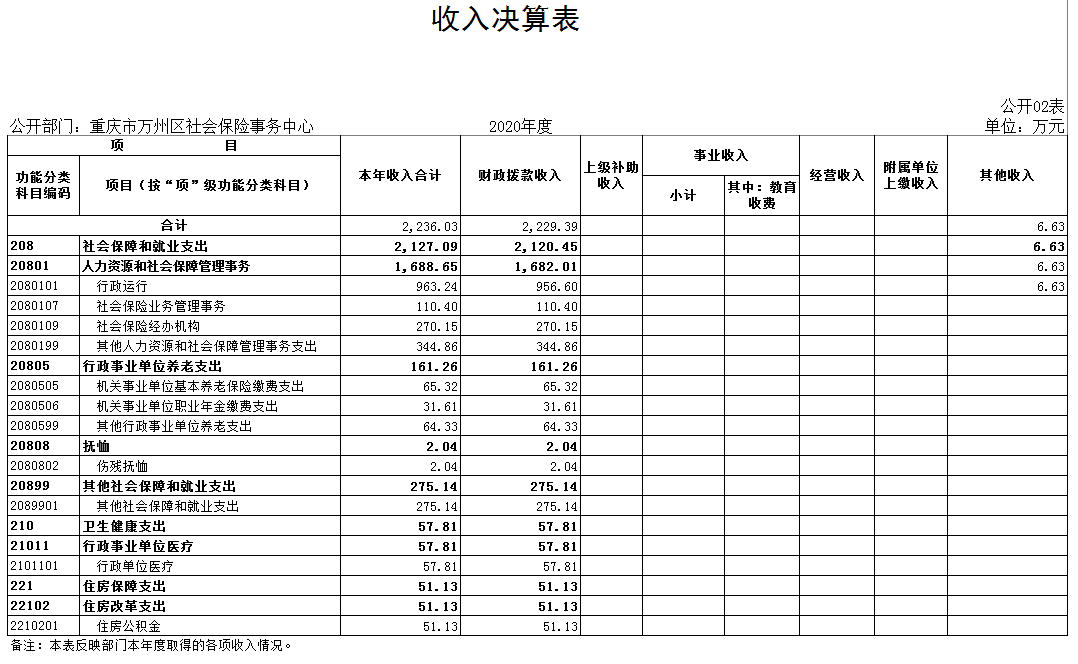 收入决算表
公开02表
公开部门：重庆市万州区社会保险事务中心 2020年度 单位：万元
项 目 本年收入合计 财政拨款收入 上级补助收入 事业收入 经营收入 附属单位上缴收入 其他收入
功能分类科目编码 项目（按“项”级功能分类科目） 小计 其中：教育收费
合计 2,236.03 2,229.39 6.63
208 社会保障和就业支出 2,127.09 2,120.45 6.63
20801 人力资源和社会保障管理事务 1,688.65 1,682.01 6.63
2080101 行政运行 963.24 956.60 6.63
2080107 社会保险业务管理事务 110.40 110.40
2080109 社会保险经办机构 270.15 270.15
2080199 其他人力资源和社会保障管理事务支出 344.86 344.86
20805 行政事业单位养老支出 161.26 161.26
2080505 机关事业单位基本养老保险缴费支出 65.32 65.32
2080506 机关事业单位职业年金缴费支出 31.61 31.61
2080599 其他行政事业单位养老支出 64.33 64.33
20808 抚恤 2.04 2.04
2080802 伤残抚恤 2.04 2.04
20899 其他社会保障和就业支出 275.14 275.14
2089901 其他社会保障和就业支出 275.14 275.14
210 卫生健康支出 57.81 57.81
21011 行政事业单位医疗 57.81 57.81
2101101 行政单位医疗 57.81 57.81
221 住房保障支出 51.13 51.13
22102 住房改革支出 51.13 51.13
2210201 住房公积金 51.13 51.13
备注：本表反映部门本年度取得的各项收入情况。